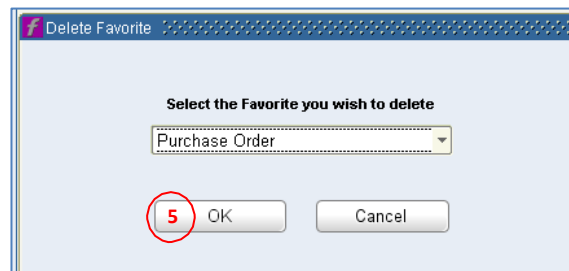 Delete Favorite
Select the Favorite you wish to delete
Purchase Order
5 OK Cancel